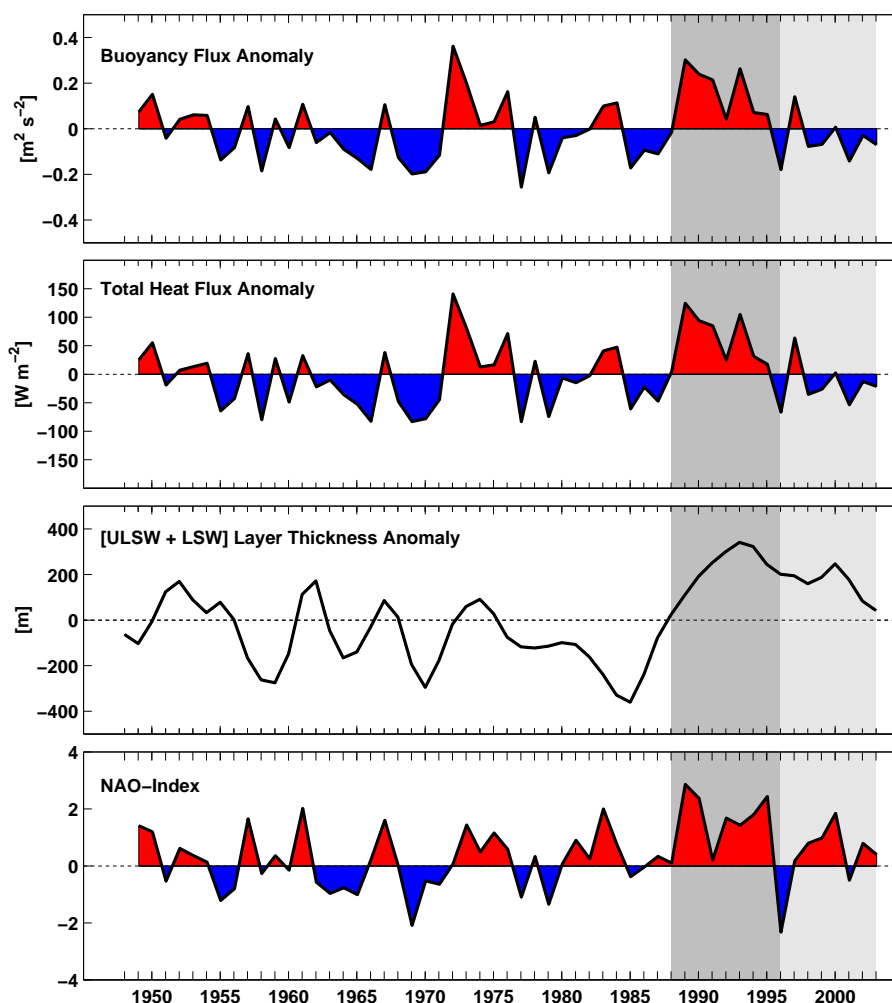 Buoyancy Flux Anomaly
[m² s⁻²]
0.4
0.2
0
−0.2
−0.4
Total Heat Flux Anomaly
[W m⁻²]
150
100
50
0
−50
−100
−150
[ULSW + LSW] Layer Thickness Anomaly
[m]
400
200
0
−200
−400
NAO−Index
4
2
0
−2
−4
1950 1955 1960 1965 1970 1975 1980 1985 1990 1995 2000